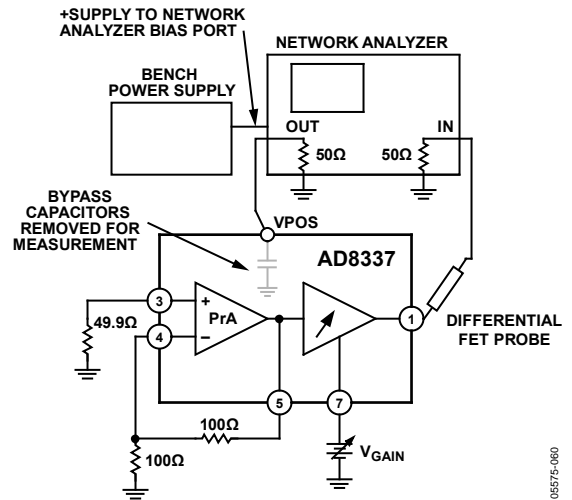 +SUPPLY TO NETWORK
ANALYZER BIAS PORT
NETWORK ANALYZER
BENCH
POWER SUPPLY
OUT
IN
50Ω
50Ω
BYPASS
CAPACITORS
REMOVED FOR
MEASUREMENT
VPOS
AD8337
3
+
PrA
49.9Ω
4
–
1
DIFFERENTIAL
FET PROBE
5
7
100Ω
100Ω
VGAIN
05575-060